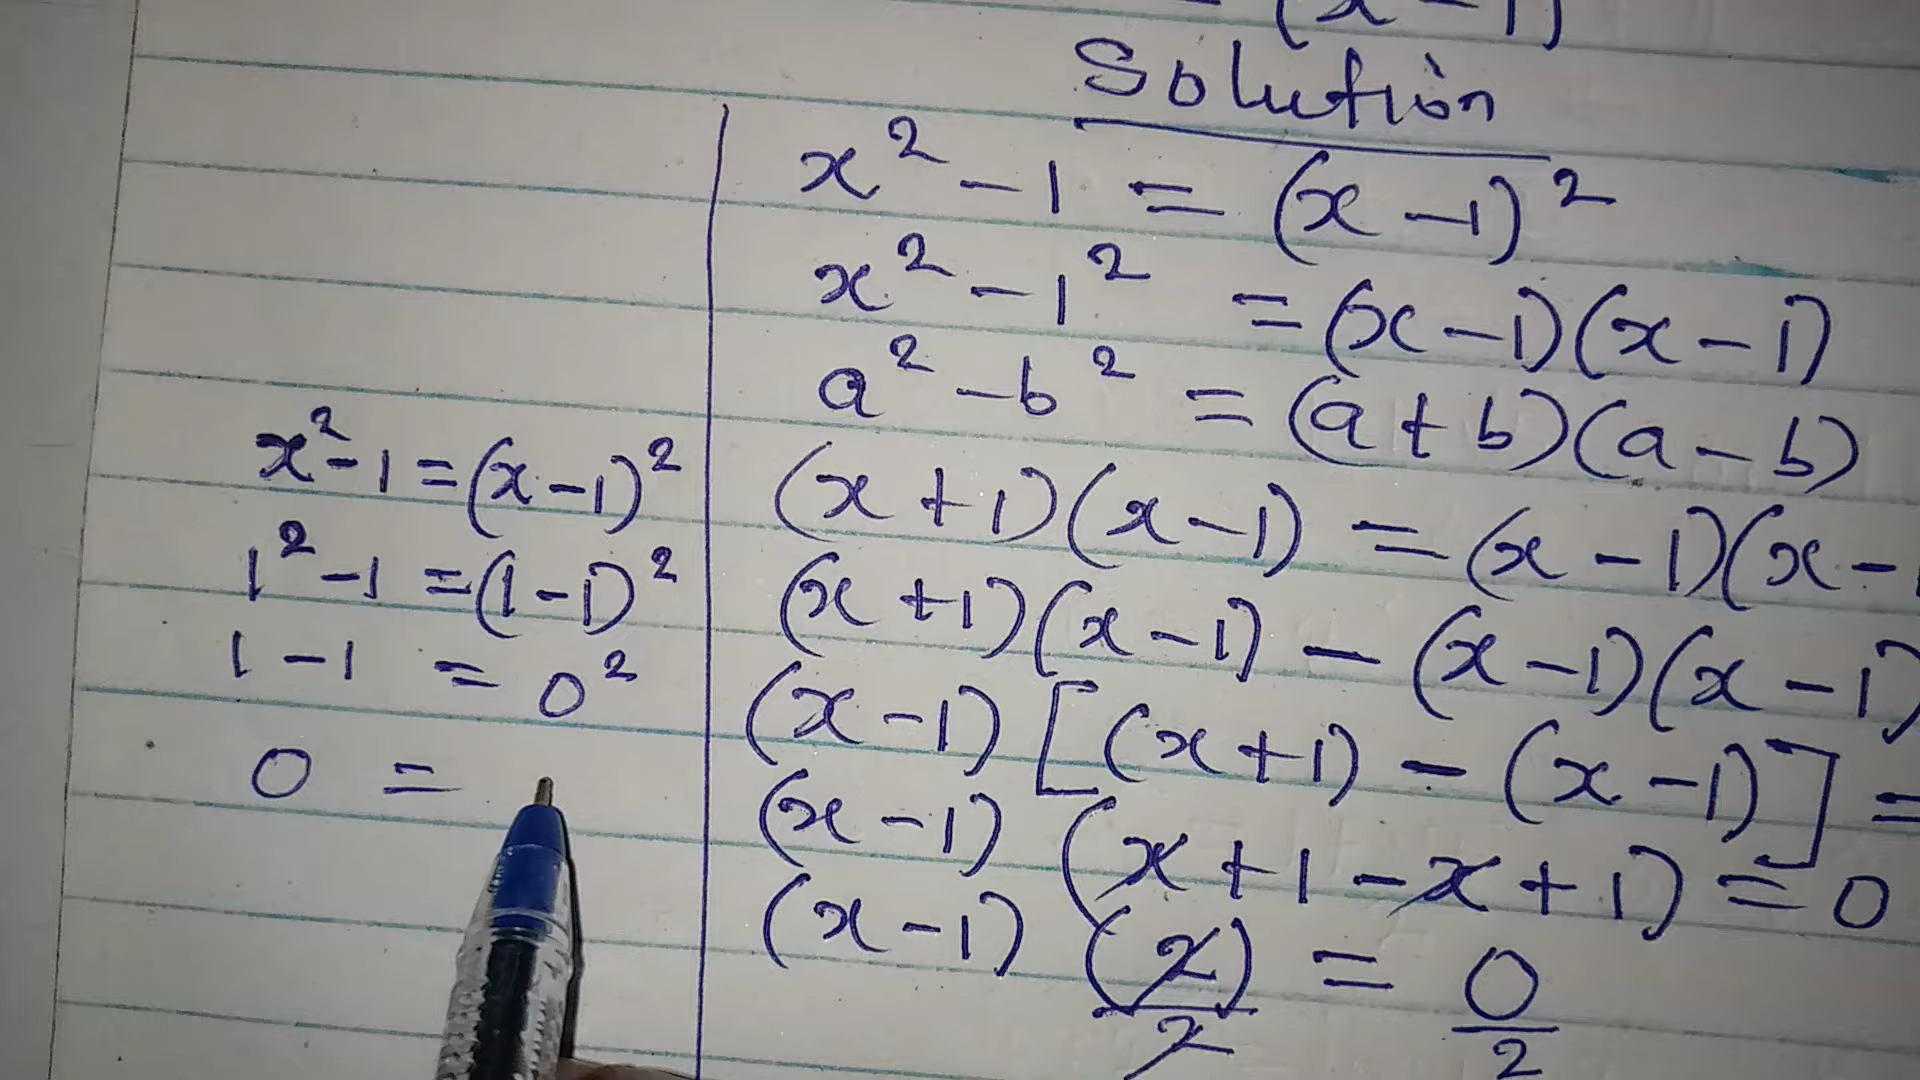 (x-1)
Solution
x² - 1 = (x-1)²
x² - 1² = (x-1)(x-1)
a² - b² = (a+b)(a-b)
(x+1)(x-1) = (x-1)(x-1
(x+1)(x-1) - (x-1)(x-1)
(x-1)[(x+1) - (x-1)] =
(x-1)(x+1-x+1) = 0
(x-1)(2)/2 = 0/2
x²-1 = (x-1)²
1²-1 = (1-1)²
1-1 = 0²
0 =